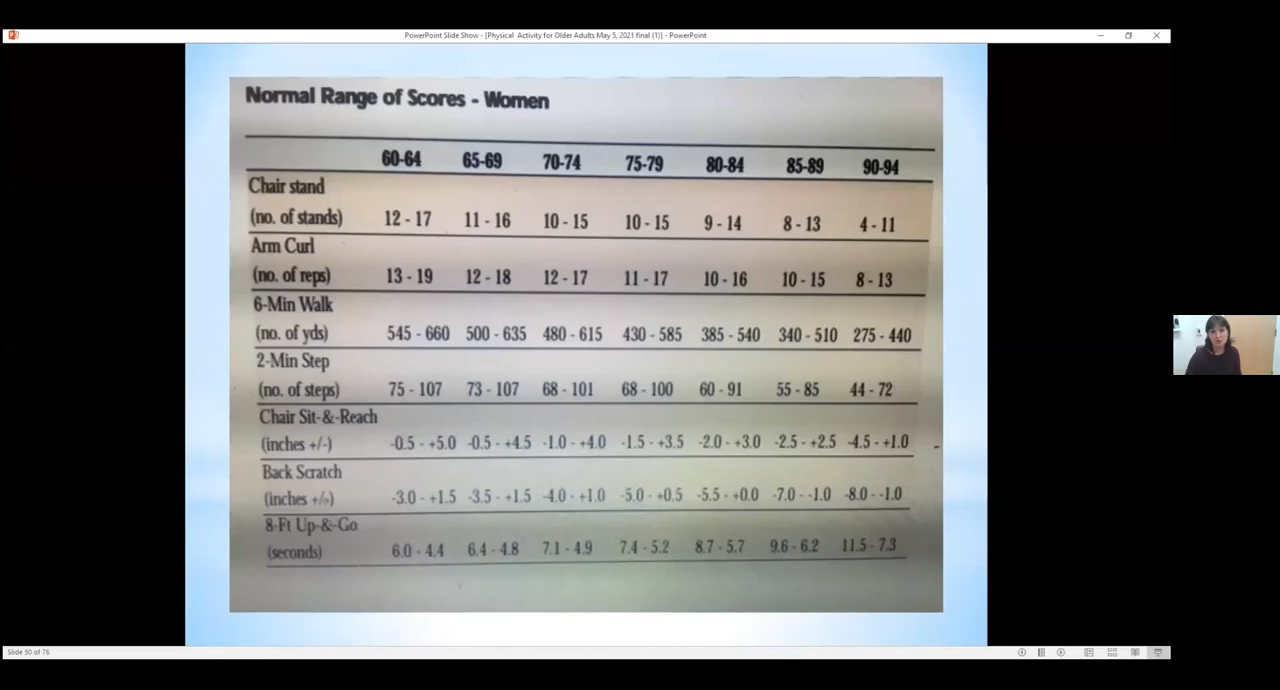 PowerPoint Slide Show - [Physical Activity for Older Adults May 5, 2021 final (1)] - PowerPoint
Normal Range of Scores - Women
60-64 65-69 70-74 75-79 80-84 85-89 90-94
Chair stand
(no. of stands) 12 - 17 11 - 16 10 - 15 10 - 15 9 - 14 8 - 13 4 - 11
Arm Curl
(no. of reps) 13 - 19 12 - 18 12 - 17 11 - 17 10 - 16 10 - 15 8 - 13
6-Min Walk
(no. of yds) 545 - 660 500 - 635 480 - 615 430 - 585 385 - 540 340 - 510 275 - 440
2-Min Step
(no. of steps) 75 - 107 73 - 107 68 - 101 68 - 100 60 - 91 55 - 85 44 - 72
Chair Sit-&-Reach
(inches +/-) -0.5 - +5.0 -0.5 - +4.5 -1.0 - +4.0 -1.5 - +3.5 -2.0 - +3.0 -2.5 - +2.5 -4.5 - +1.0
Back Scratch
(inches +/-) -3.0 - +1.5 -3.5 - +1.5 -4.0 - +1.0 -5.0 - +0.5 -5.5 - +0.0 -7.0 - -1.0 -8.0 - -1.0
8-Ft Up-&-Go
(seconds) 6.0 - 4.4 6.4 - 4.8 7.1 - 4.9 7.4 - 5.2 8.7 - 5.7 9.6 - 6.2 11.5 - 7.3
Slide 50 of 76